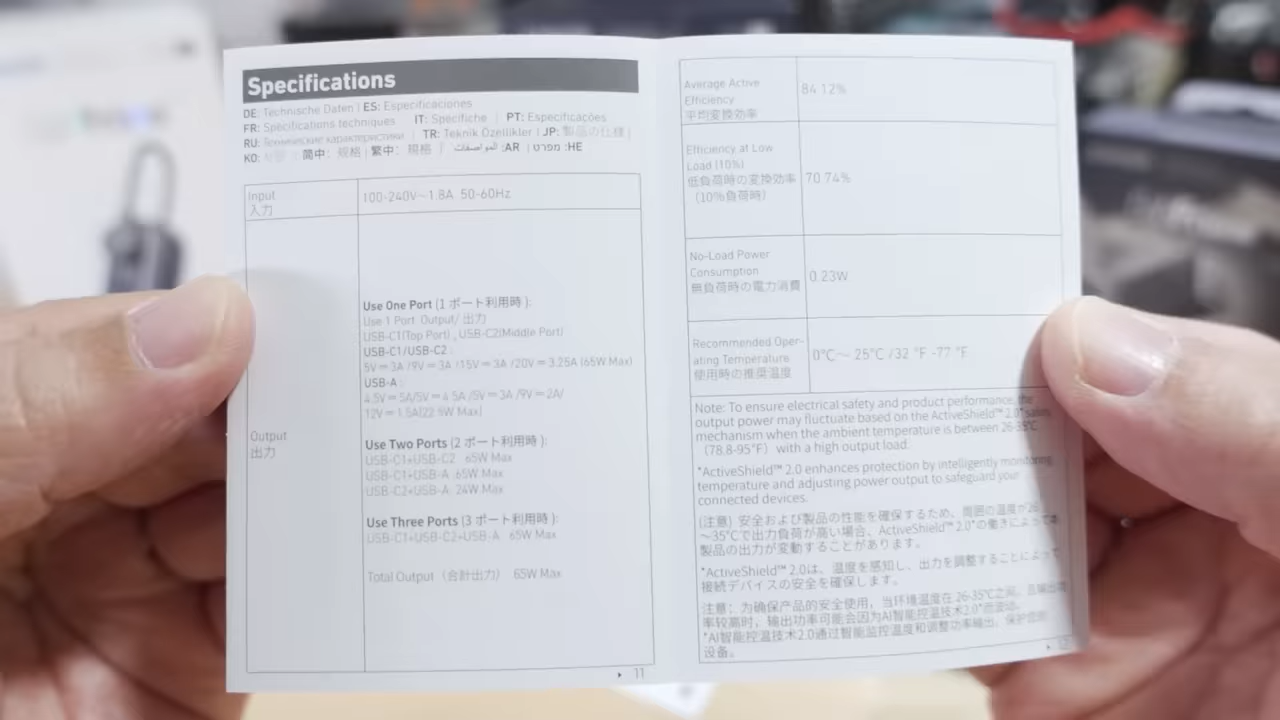 Specifications
DE: Technische Daten | ES: Especificaciones
FR: Spécifications techniques | IT: Specifiche | PT: Especificações
RU: Технические характеристики | TR: Teknik Özellikler | JP: 製品の仕様 |
KO: 简中: 规格 | 繁中: 規格 | المواصفات :AR | מפרט :HE
Input
入力
100-240V~1.8A 50-60Hz
Output
出力
Use One Port (1 ポート利用時):
Use 1 Port Output/ 出力
USB-C1(Top Port) , USB-C2(Middle Port)
USB-C1/USB-C2 :
5V=3A /9V=3A /15V=3A /20V=3.25A (65W Max)
USB-A :
4.5V=5A/5V=4.5A /5V=3A /9V=2A/
12V=1.5A(22.5W Max)
Use Two Ports (2 ポート利用時):
USB-C1+USB-C2 65W Max
USB-C1+USB-A 65W Max
USB-C2+USB-A 24W Max
Use Three Ports (3 ポート利用時):
USB-C1+USB-C2+USB-A 65W Max
Total Output（合計出力） 65W Max
11
Average Active
Efficiency
平均変換効率
84.12%
Efficiency at Low
Load (10%)
低負荷時の変換効率
（10%負荷時）
70.74%
No-Load Power
Consumption
無負荷時の電力消費
0.23W
Recommended Oper-
ating Temperature
使用時の推奨温度
0°C～ 25°C /32 °F -77 °F
Note: To ensure electrical safety and product performance, the
output power may fluctuate based on the ActiveShield™ 2.0* safety
mechanism when the ambient temperature is between 26-35°C
（78.8-95°F）with a high output load.
*ActiveShield™ 2.0 enhances protection by intelligently monitoring
temperature and adjusting power output to safeguard your
connected devices.
(注意) 安全および製品の性能を確保するため、周囲の温度が26
～35°Cで出力負荷が高い場合、ActiveShield™ 2.0*の働きによって本
製品の出力が変動することがあります。
*ActiveShield™ 2.0は、温度を感知し、出力を調整することによって
接続デバイスの安全を確保します。
注意：为确保产品的安全使用，当环境温度在 26-35°C之间，且输出功
率较高时，输出功率可能会因为AI智能控温技术2.0*而波动。
*AI智能控温技术2.0通过智能监控温度和调整功率输出，保护您的
设备。